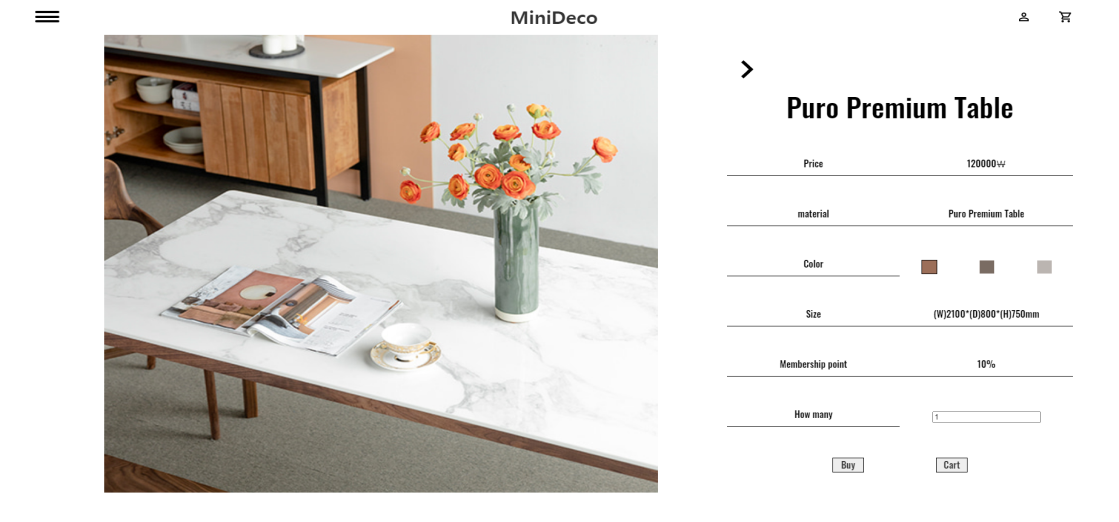 MiniDeco
Puro Premium Table
Price 120000₩
material Puro Premium Table
Color
Size (W)2100*(D)800*(H)750mm
Membership point 10%
How many 1
Buy Cart